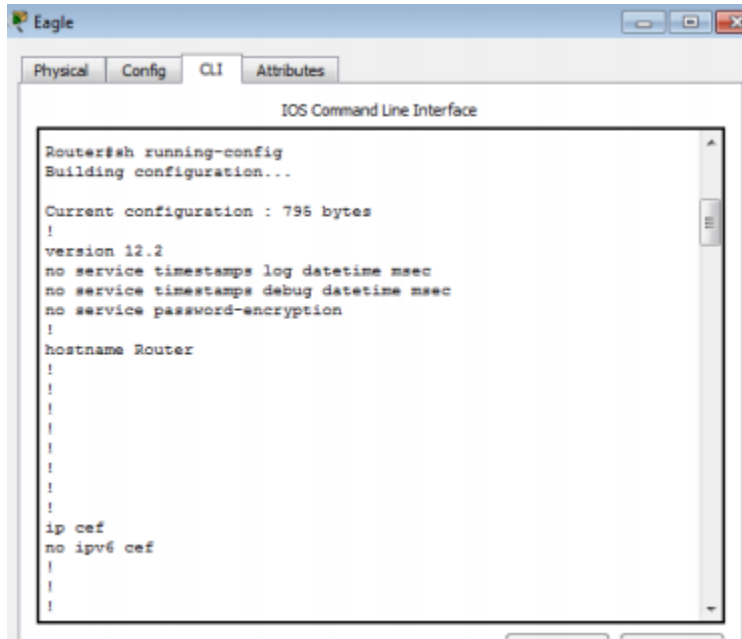 Eagle
Physical Config CLI Attributes
IOS Command Line Interface
Router#sh running-config
Building configuration...
Current configuration : 795 bytes
!
version 12.2
no service timestamps log datetime msec
no service timestamps debug datetime msec
no service password-encryption
!
hostname Router
!
!
!
!
!
!
!
!
ip cef
no ipv6 cef
!
!
!